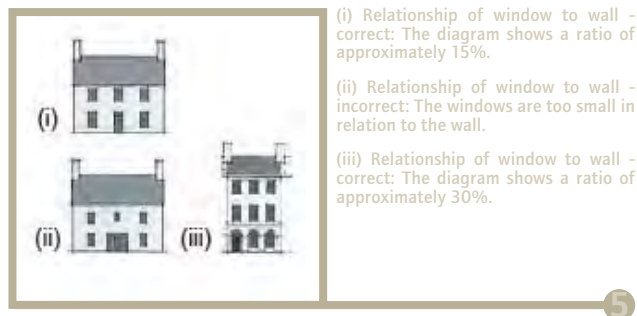 (i)
(ii)
(iii)
(i) Relationship of window to wall -
correct: The diagram shows a ratio of
approximately 15%.
(ii) Relationship of window to wall -
incorrect: The windows are too small in
relation to the wall.
(iii) Relationship of window to wall -
correct: The diagram shows a ratio of
approximately 30%.
5